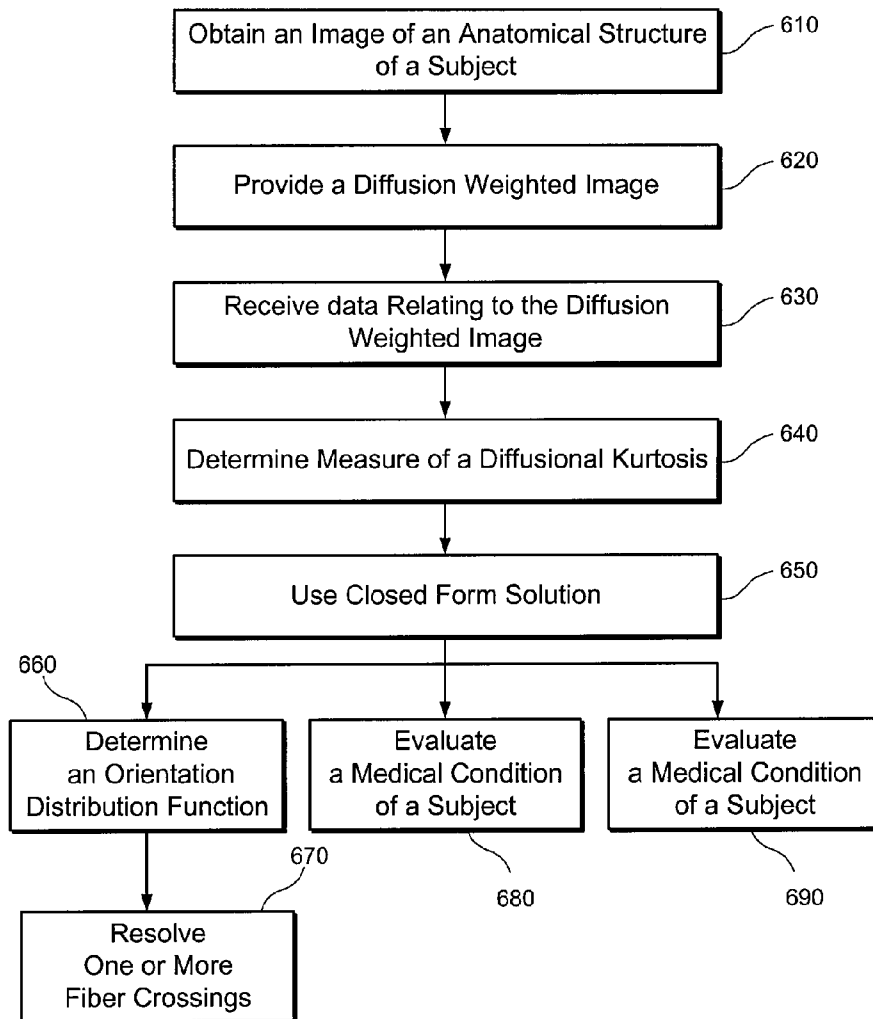 Obtain an Image of an Anatomical Structure
of a Subject
610
Provide a Diffusion Weighted Image
620
Receive data Relating to the Diffusion
Weighted Image
630
Determine Measure of a Diffusional Kurtosis
640
Use Closed Form Solution
650
660
Determine
an Orientation
Distribution Function
Evaluate
a Medical Condition
of a Subject
680
Evaluate
a Medical Condition
of a Subject
690
670
Resolve
One or More
Fiber Crossings